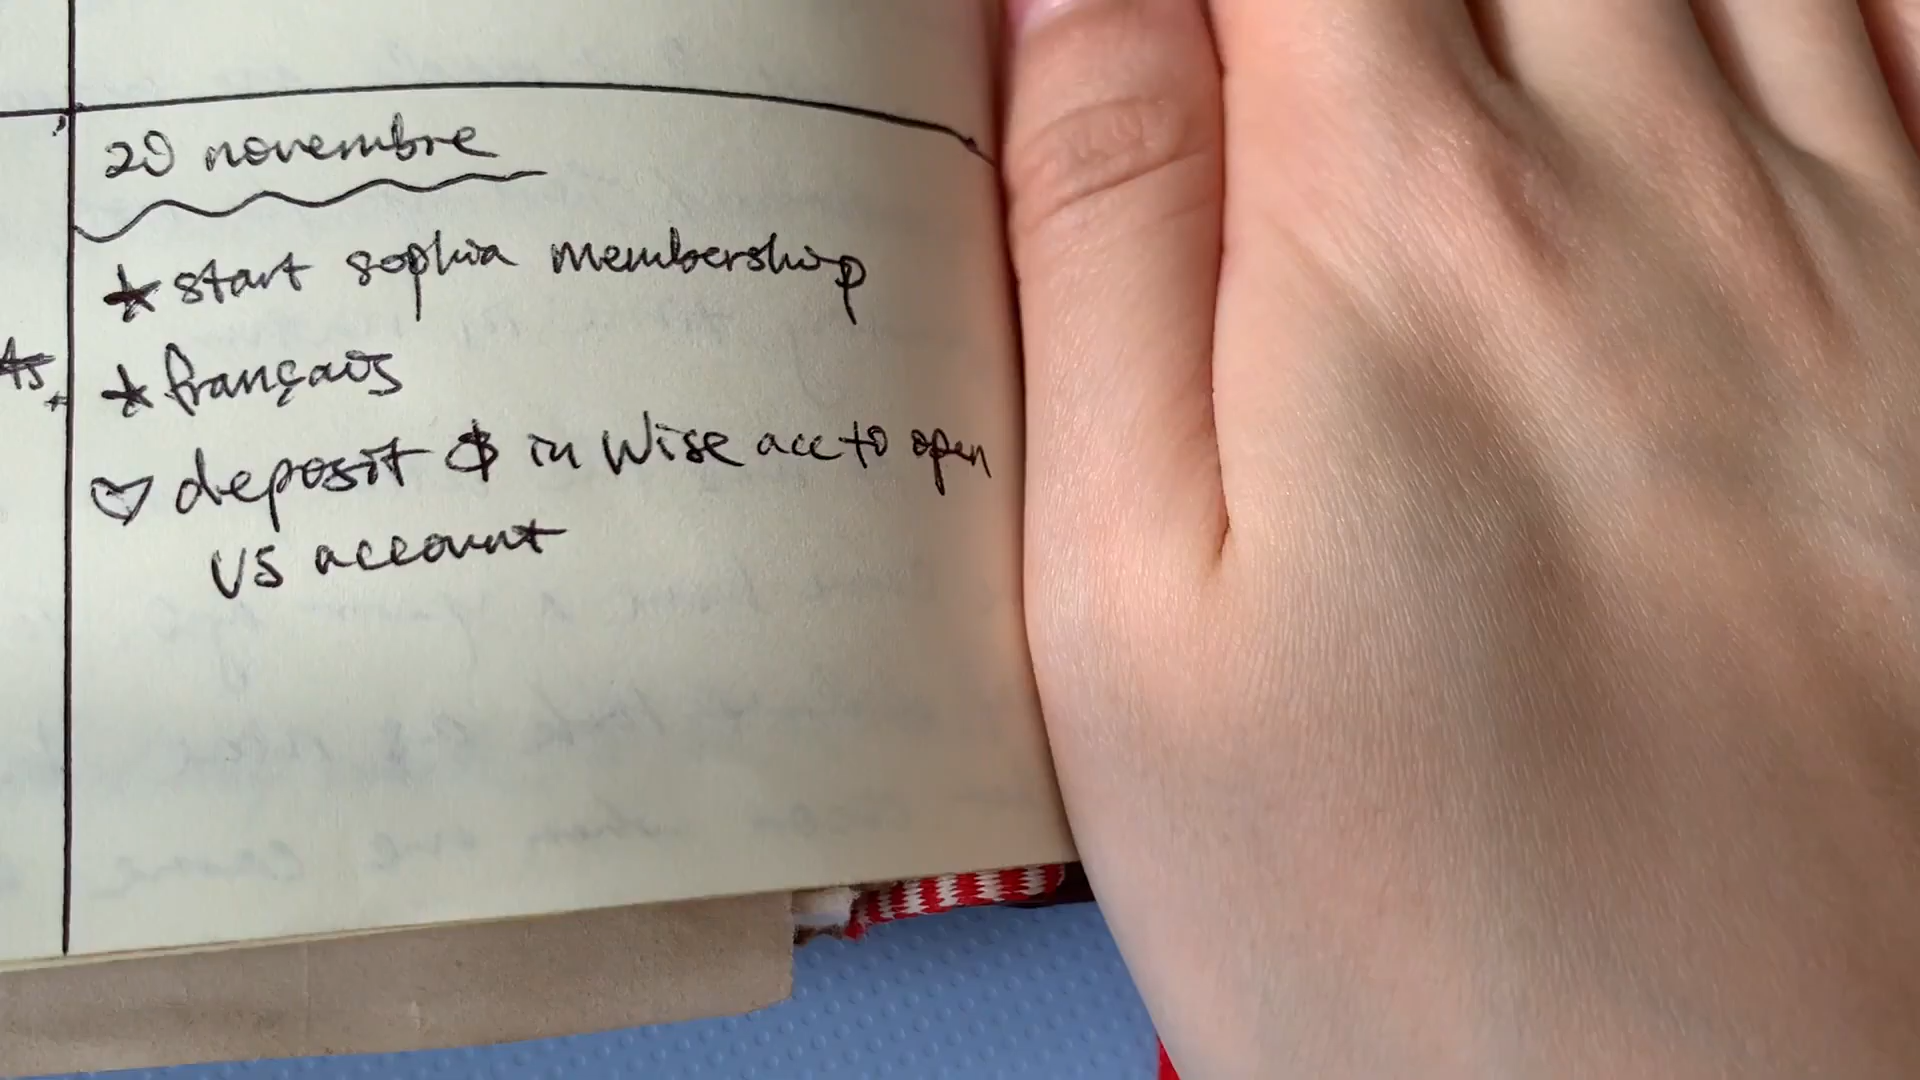 20 novembre
★ start sophia membership
★ français
♡ deposit $ in Wise acc to open
US account